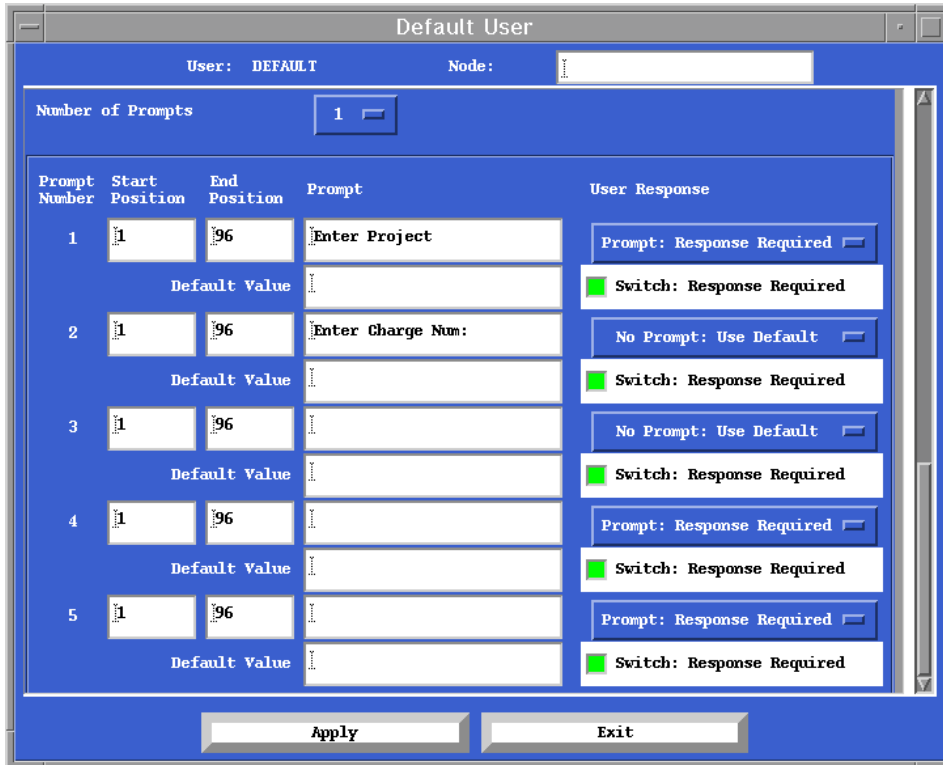 Default User
User: DEFAULT Node:
Number of Prompts 1
Prompt Number Start Position End Position Prompt User Response
1 1 96 Enter Project Prompt: Response Required
Default Value Switch: Response Required
2 1 96 Enter Charge Num: No Prompt: Use Default
Default Value Switch: Response Required
3 1 96 No Prompt: Use Default
Default Value Switch: Response Required
4 1 96 Prompt: Response Required
Default Value Switch: Response Required
5 1 96 Prompt: Response Required
Default Value Switch: Response Required
Apply Exit